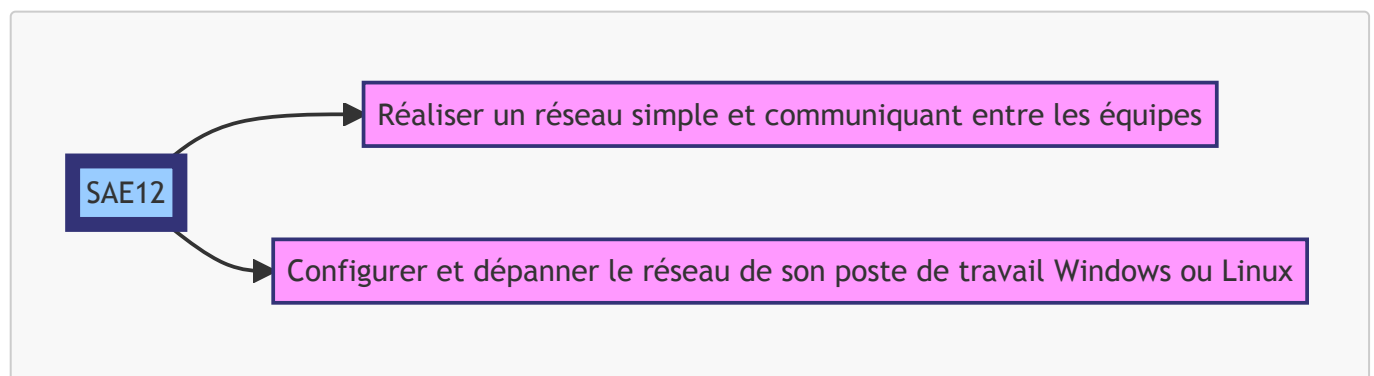 Réaliser un réseau simple et communiquant entre les équipes
SAE12
Configurer et dépanner le réseau de son poste de travail Windows ou Linux